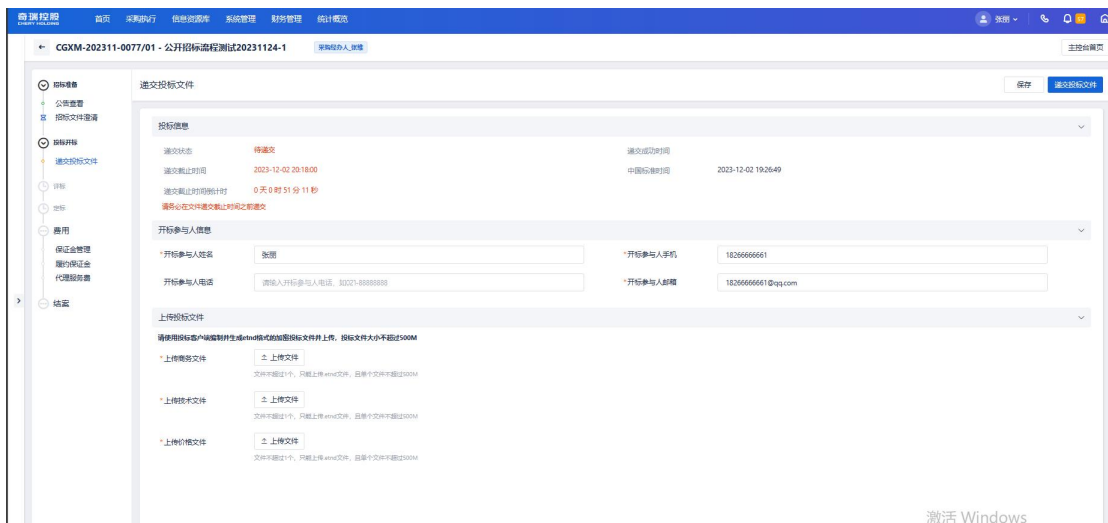 奇瑞控股
CHERY HOLDING
首页 采购执行 信息资源库 系统管理 财务管理 统计概览
张丽
← CGXM-202311-0077/01 - 公开招标流程测试20231124-1
主控台首页
招标准备
公告查看
招标文件澄清
投标开标
递交投标文件
评标
定标
费用
保证金管理
履约保证金
代理服务费
结案
递交投标文件
保存 递交投标文件
投标信息
递交状态 待递交 递交成功时间
递交截止时间 2023-12-02 20:18:00 中国标准时间 2023-12-02 19:26:49
递交截止时间倒计时 0 天 0 时 51 分 11 秒
请务必在文件递交截止时间之前递交
开标参与人信息
*开标参与人姓名 张丽 *开标参与人手机 18266666661
开标参与人电话 请输入开标参与人电话，如021-88888888 *开标参与人邮箱 18266666661@qq.com
上传投标文件
请使用投标客户端编制并生成etnd格式的加密投标文件并上传，投标文件大小不超过500M
*上传商务文件 上传文件
文件不超过1个，只能上传etnd文件，且单个文件不超过500M
*上传技术文件 上传文件
文件不超过1个，只能上传etnd文件，且单个文件不超过500M
*上传价格文件 上传文件
文件不超过1个，只能上传etnd文件，且单个文件不超过500M
激活 Windows